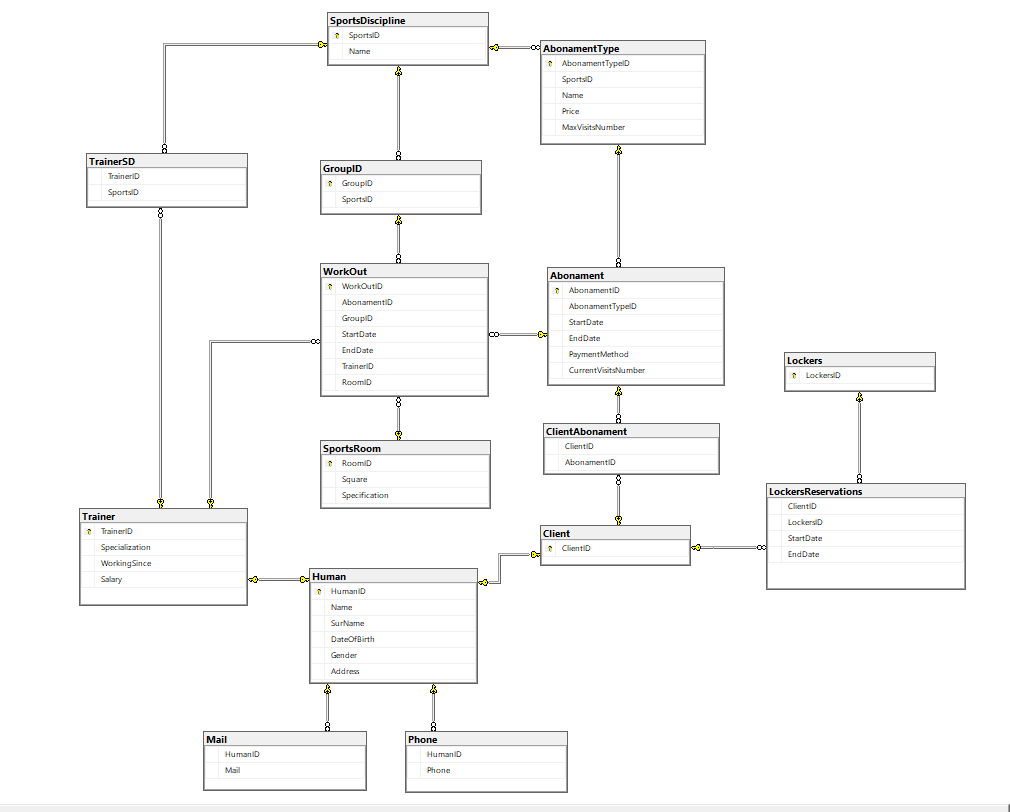 SportsDiscipline
SportsID
Name
AbonamentType
AbonamentTypeID
SportsID
Name
Price
MaxVisitsNumber
TrainerSD
TrainerID
SportsID
GroupID
GroupID
SportsID
WorkOut
WorkOutID
AbonamentID
GroupID
StartDate
EndDate
TrainerID
RoomID
Abonament
AbonamentID
AbonamentTypeID
StartDate
EndDate
PaymentMethod
CurrentVisitsNumber
Lockers
LockersID
ClientAbonament
ClientID
AbonamentID
SportsRoom
RoomID
Square
Specification
LockersReservations
ClientID
LockersID
StartDate
EndDate
Trainer
TrainerID
Specialization
WorkingSince
Salary
Client
ClientID
Human
HumanID
Name
SurName
DateOfBirth
Gender
Address
Mail
HumanID
Mail
Phone
HumanID
Phone